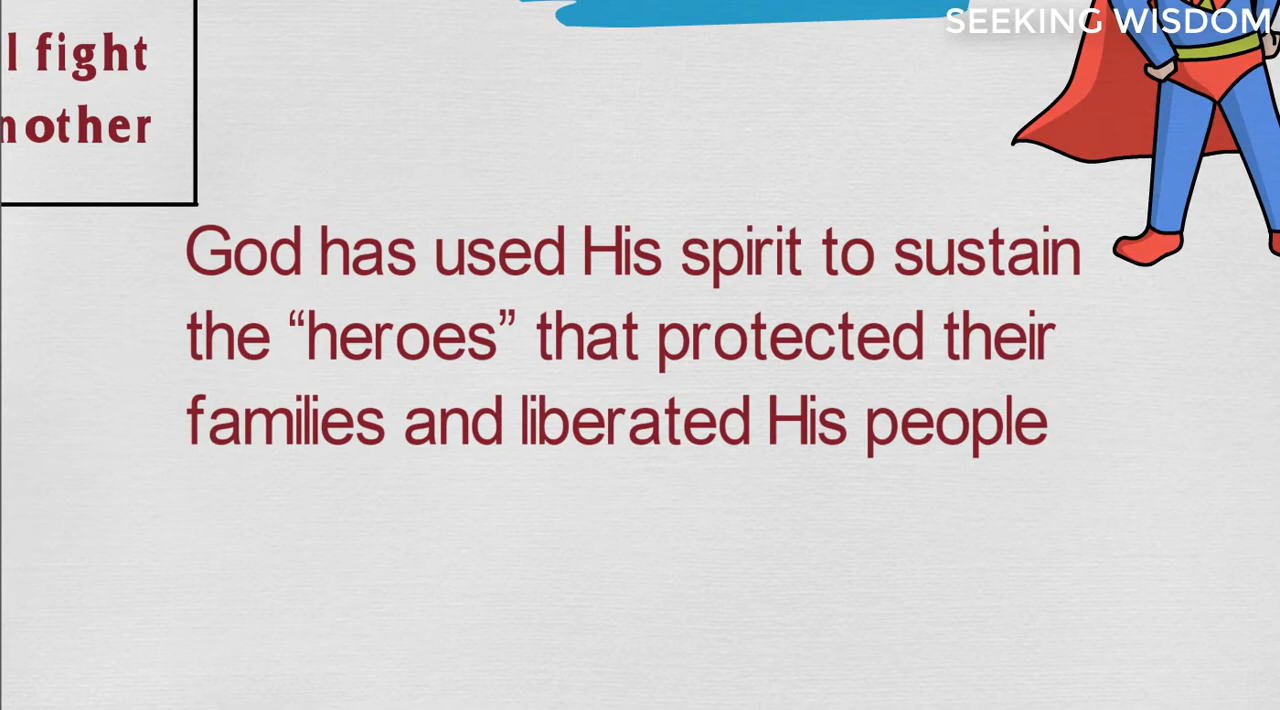 SEEKING WISDOM
fight
God has used His spirit to sustain
the “heroes” that protected their
families and liberated His people